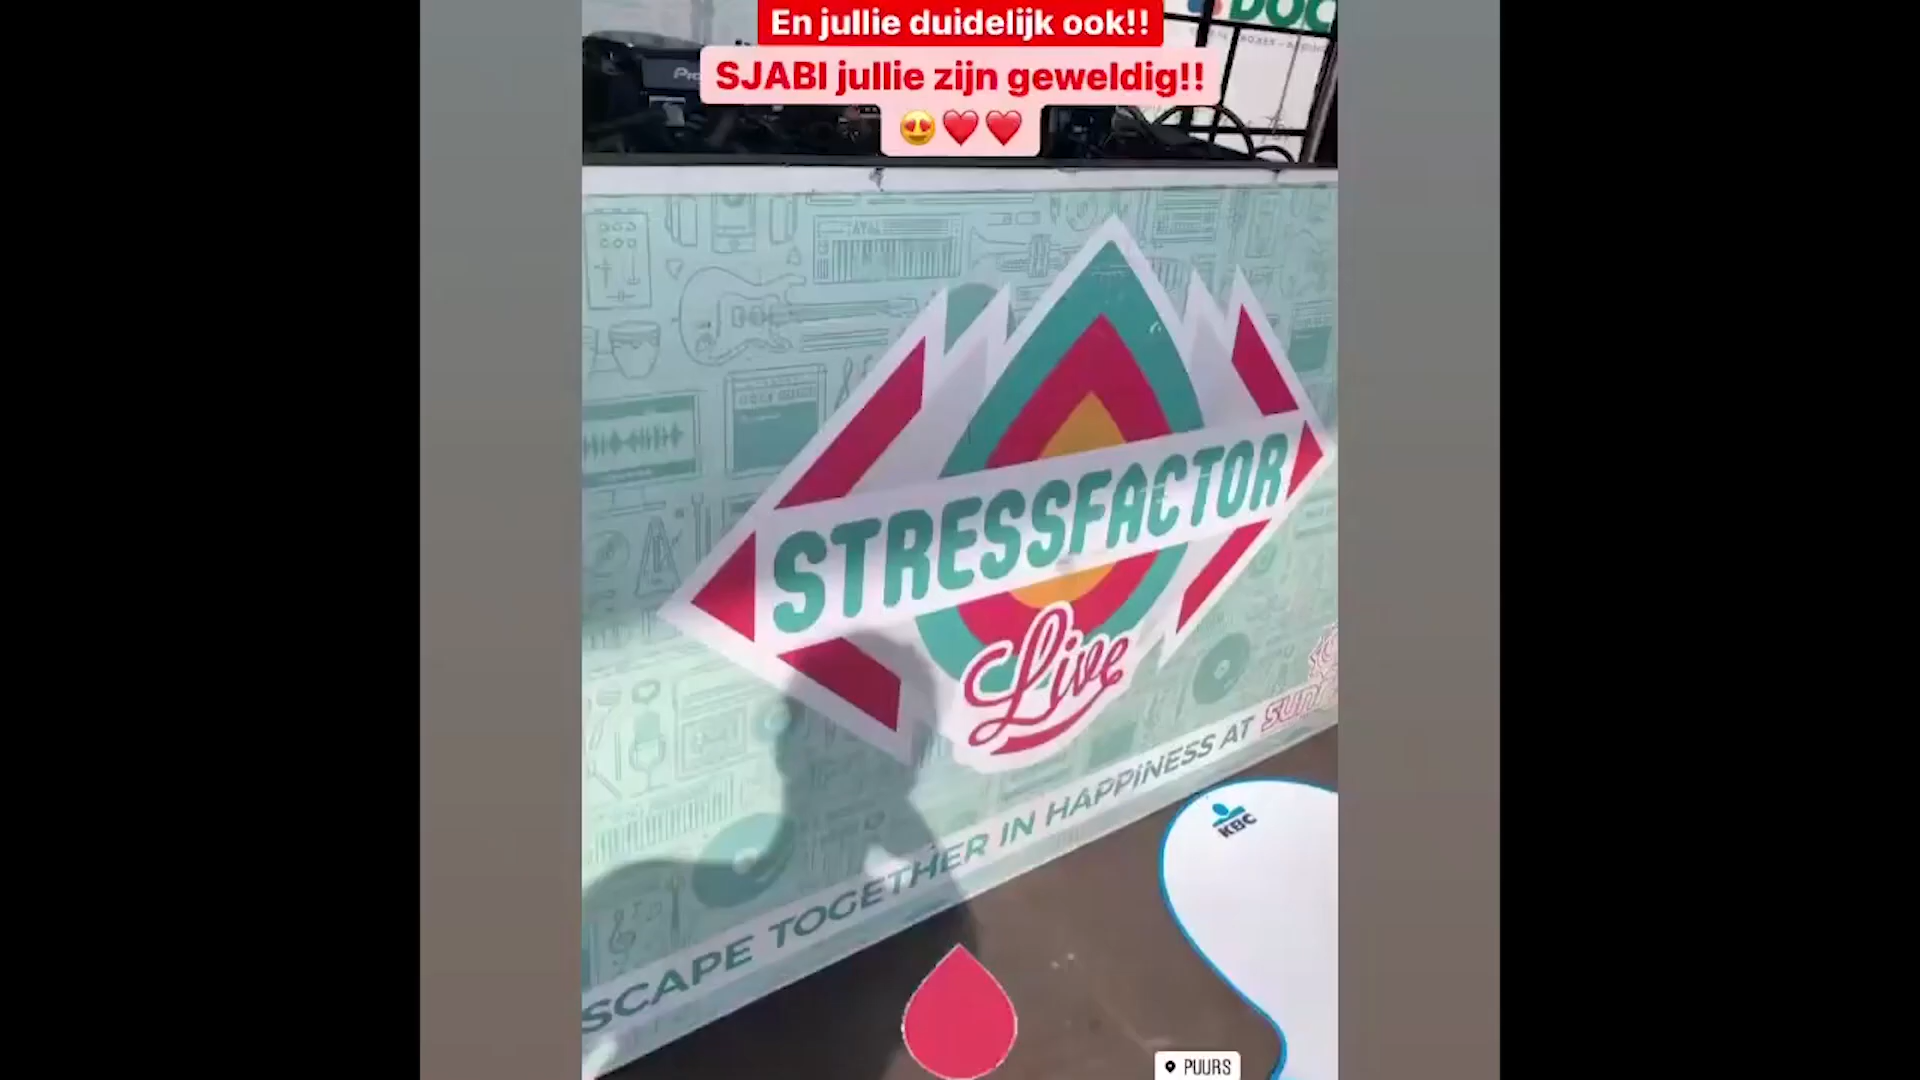 En jullie duidelijk ook!!
SJABI jullie zijn geweldig!!
STRESSFACTOR
Live
SCAPE TOGETHER IN HAPPINESS AT
KBC
PUURS